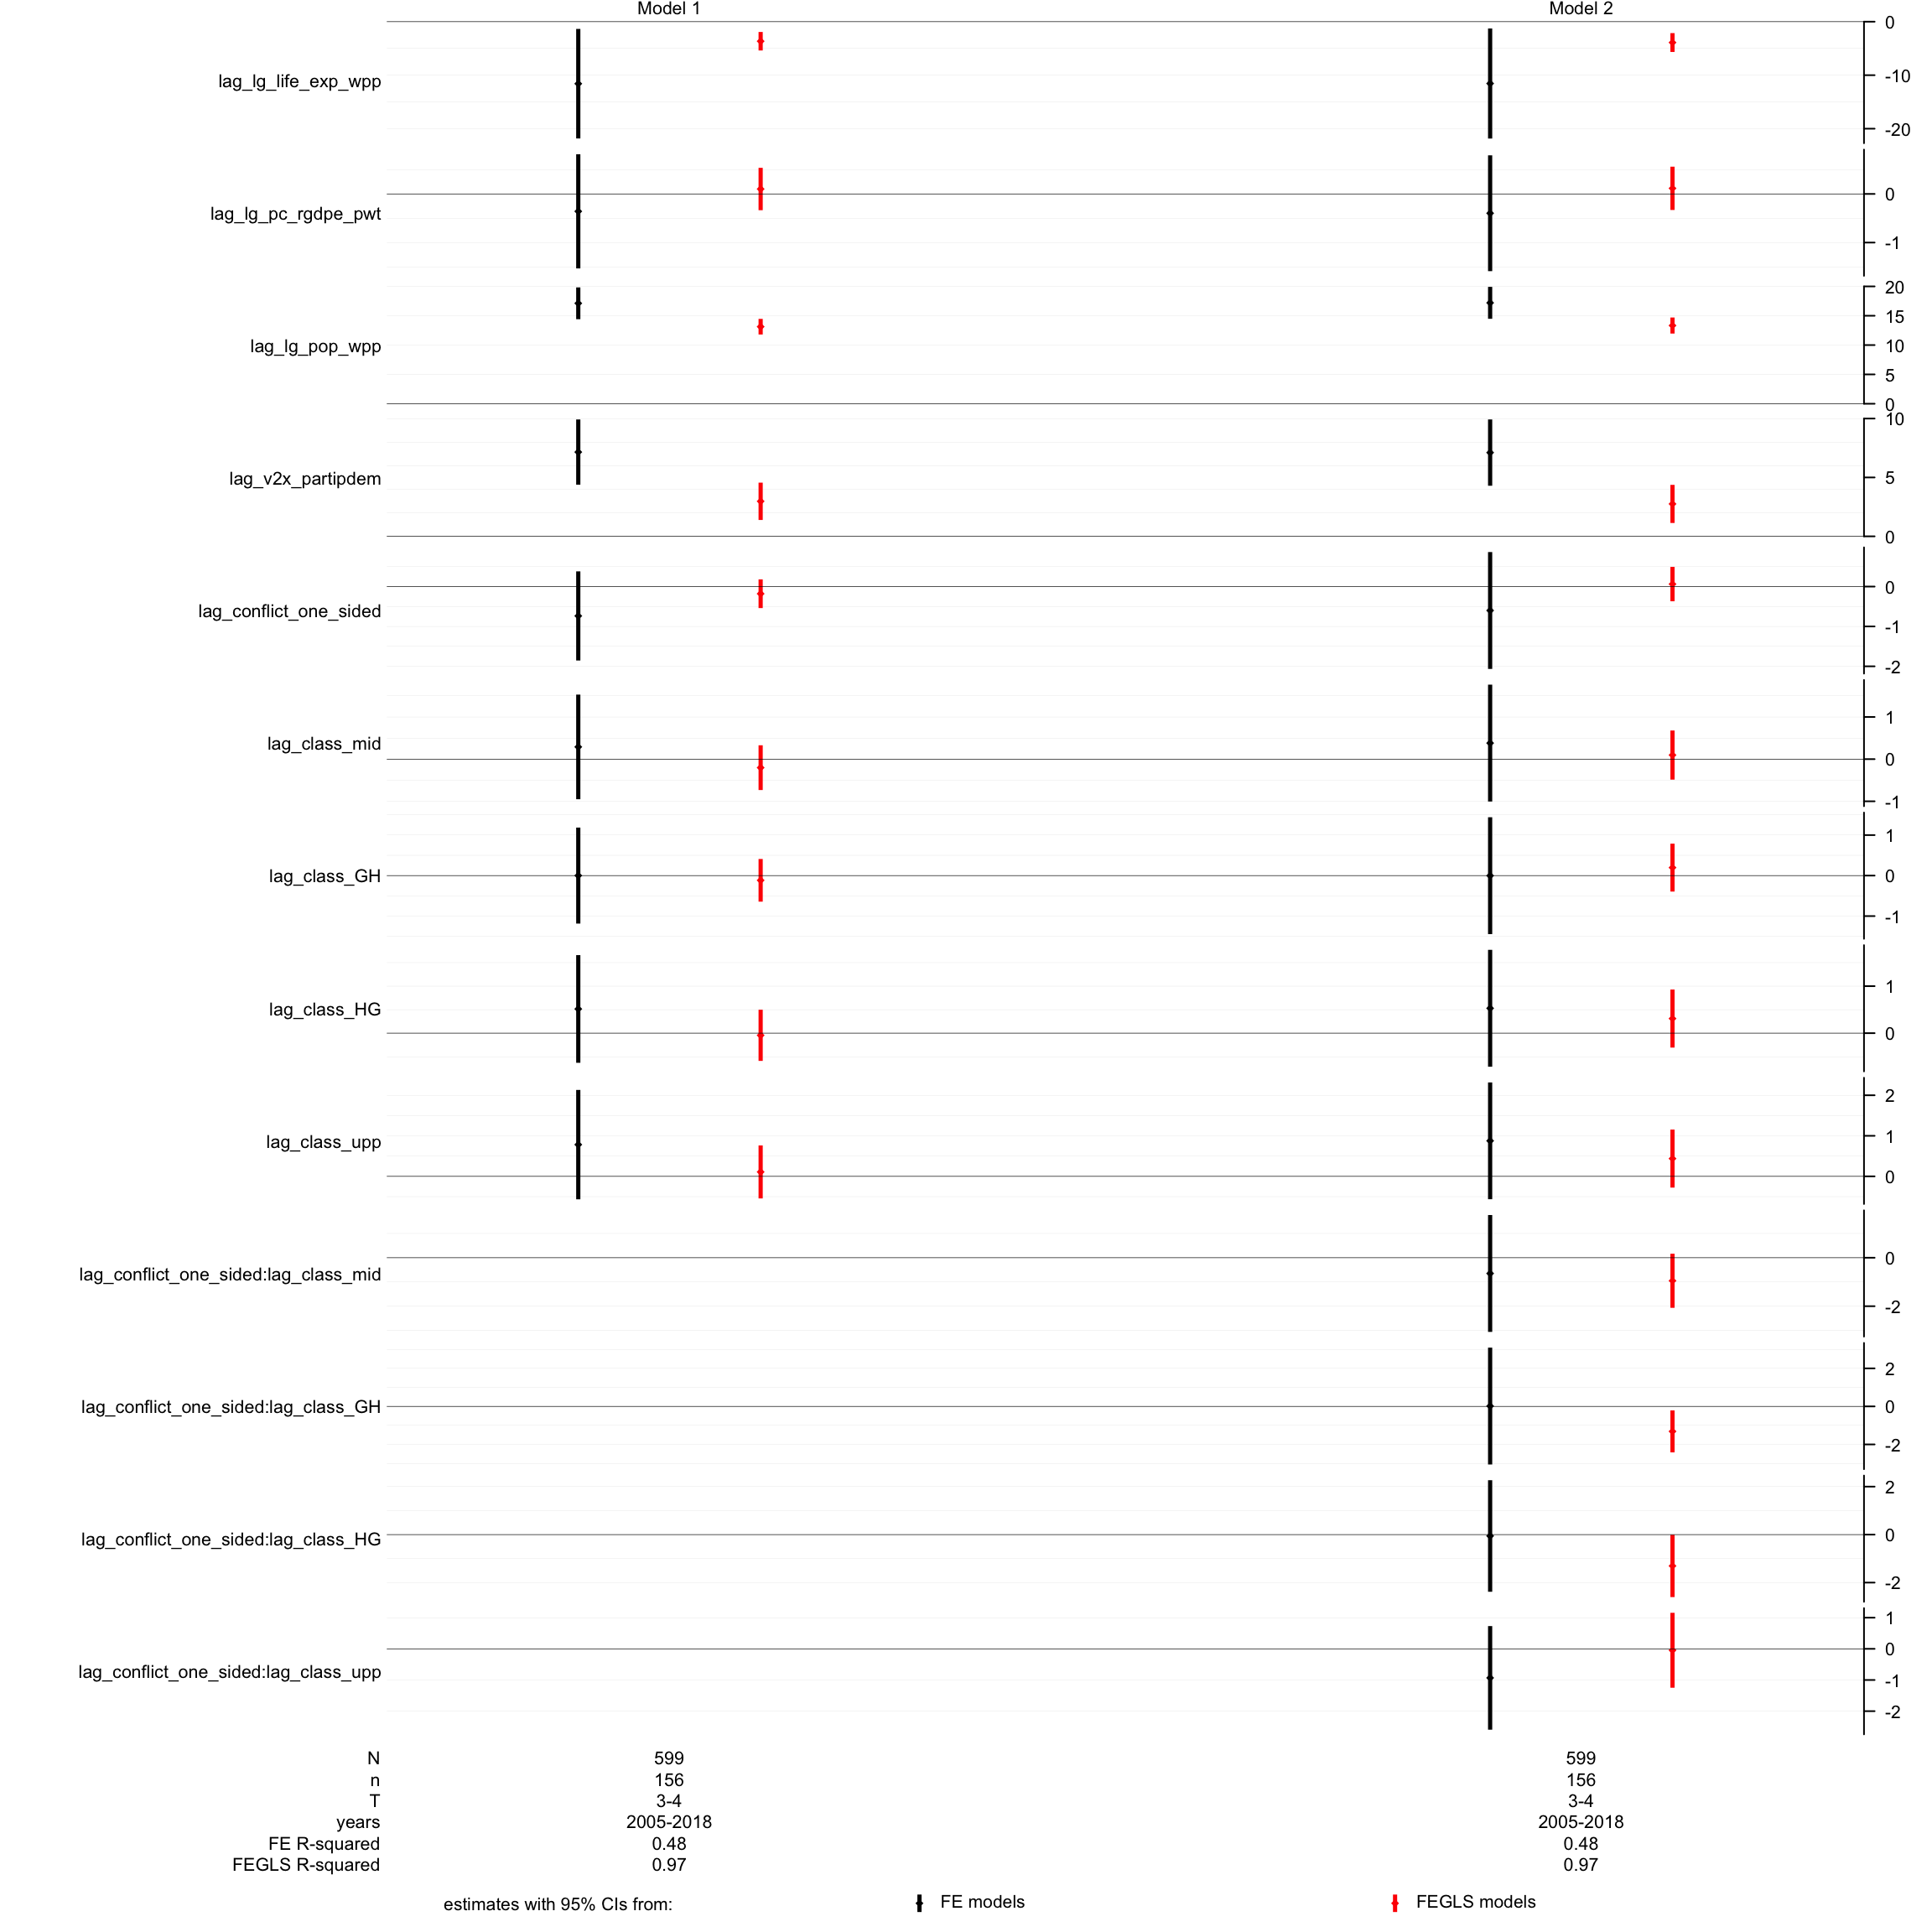 Model 1 Model 2
0
lag_lg_life_exp_wpp
-10
-20
0
lag_lg_pc_rgdpe_pwt
-1
20
15
lag_lg_pop_wpp
10
5
0
10
lag_v2x_partipdem
5
0
0
lag_conflict_one_sided
-1
-2
1
lag_class_mid
0
-1
1
lag_class_GH
0
-1
1
lag_class_HG
0
2
lag_class_upp
1
0
0
lag_conflict_one_sided:lag_class_mid
-2
2
lag_conflict_one_sided:lag_class_GH
0
-2
2
lag_conflict_one_sided:lag_class_HG
0
-2
1
0
lag_conflict_one_sided:lag_class_upp
-1
-2
N 599 599
n 156 156
T 3-4 3-4
years 2005-2018 2005-2018
FE R-squared 0.48 0.48
FEGLS R-squared 0.97 0.97
estimates with 95% CIs from: FE models FEGLS models